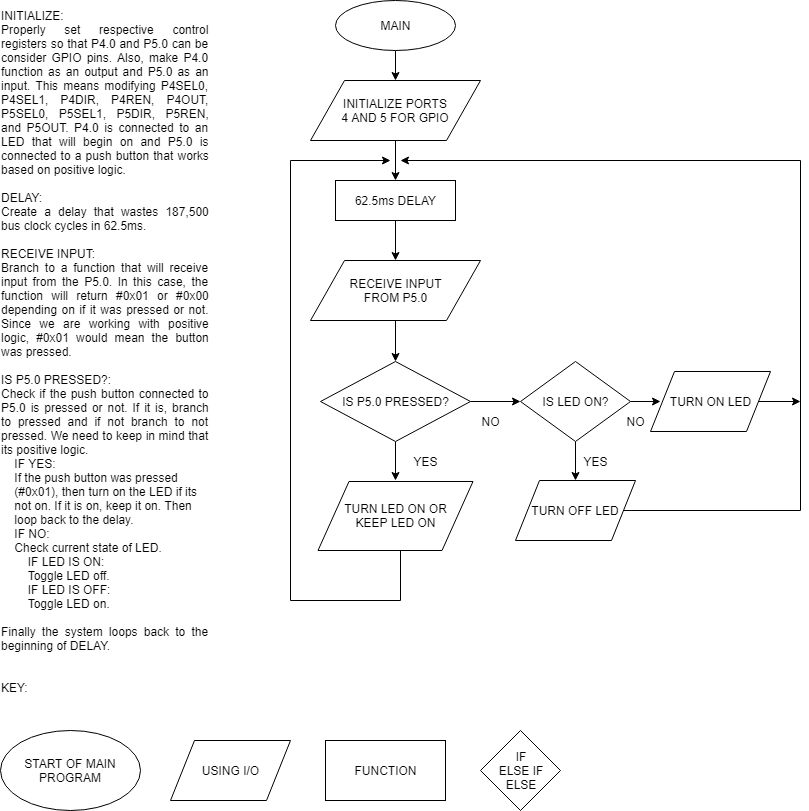 INITIALIZE:
Properly set respective control
registers so that P4.0 and P5.0 can be
consider GPIO pins. Also, make P4.0
function as an output and P5.0 as an
input. This means modifying P4SEL0,
P4SEL1, P4DIR, P4REN, P4OUT,
P5SEL0, P5SEL1, P5DIR, P5REN,
and P5OUT. P4.0 is connected to an
LED that will begin on and P5.0 is
connected to a push button that works
based on positive logic.
DELAY:
Create a delay that wastes 187,500
bus clock cycles in 62.5ms.
RECEIVE INPUT:
Branch to a function that will receive
input from the P5.0. In this case, the
function will return #0x01 or #0x00
depending on if it was pressed or not.
Since we are working with positive
logic, #0x01 would mean the button
was pressed.
IS P5.0 PRESSED?:
Check if the push button connected to
P5.0 is pressed or not. If it is, branch
to pressed and if not branch to not
pressed. We need to keep in mind that
its positive logic.
IF YES:
If the push button was pressed
(#0x01), then turn on the LED if its
not on. If it is on, keep it on. Then
loop back to the delay.
IF NO:
Check current state of LED.
IF LED IS ON:
Toggle LED off.
IF LED IS OFF:
Toggle LED on.
Finally the system loops back to the
beginning of DELAY.
MAIN
INITIALIZE PORTS
4 AND 5 FOR GPIO
62.5ms DELAY
RECEIVE INPUT
FROM P5.0
IS P5.0 PRESSED?
NO
IS LED ON?
NO
TURN ON LED
YES
YES
TURN LED ON OR
KEEP LED ON
TURN OFF LED
KEY:
START OF MAIN
PROGRAM
USING I/O
FUNCTION
IF
ELSE IF
ELSE